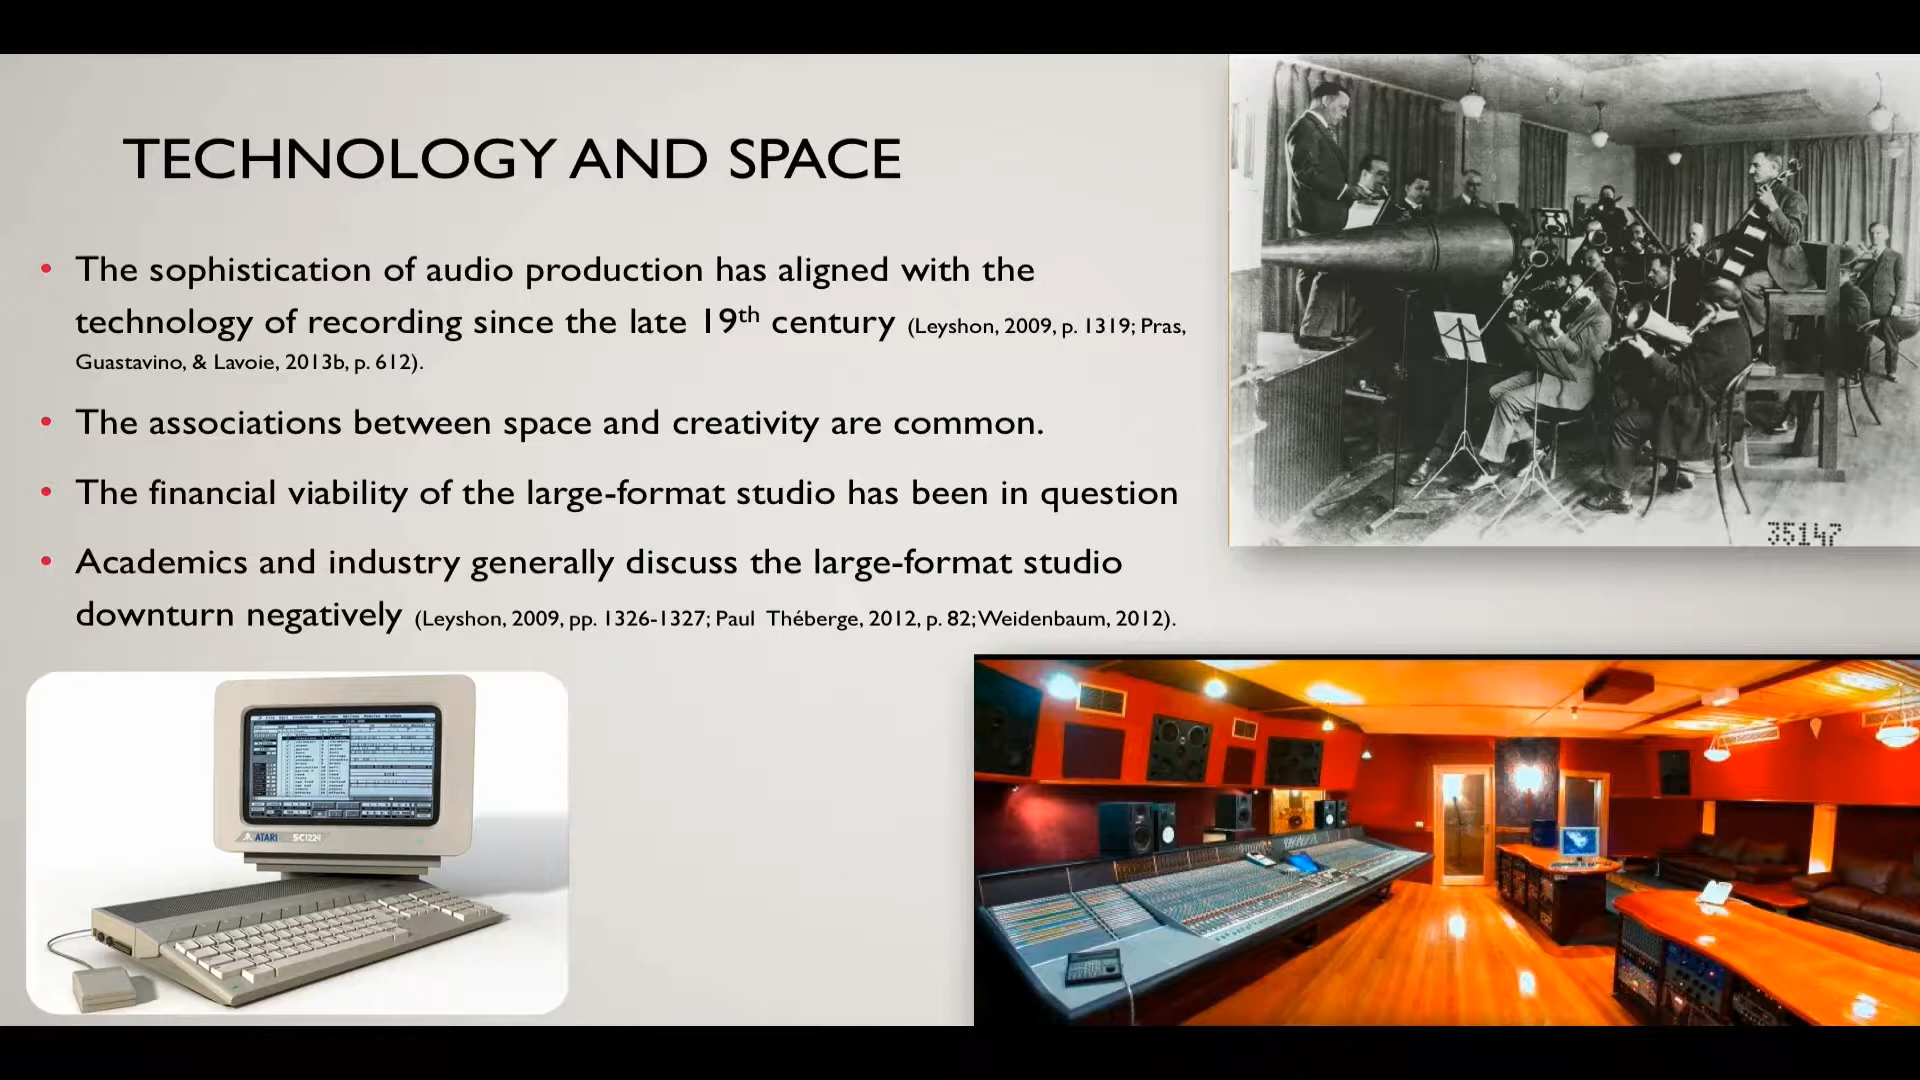 TECHNOLOGY AND SPACE
• The sophistication of audio production has aligned with the
technology of recording since the late 19th century (Leyshon, 2009, p. 1319; Pras,
Guastavino, & Lavoie, 2013b, p. 612).
• The associations between space and creativity are common.
• The financial viability of the large-format studio has been in question
• Academics and industry generally discuss the large-format studio
downturn negatively (Leyshon, 2009, pp. 1326-1327; Paul Théberge, 2012, p. 82; Weidenbaum, 2012).
35147
ATARI SC1224